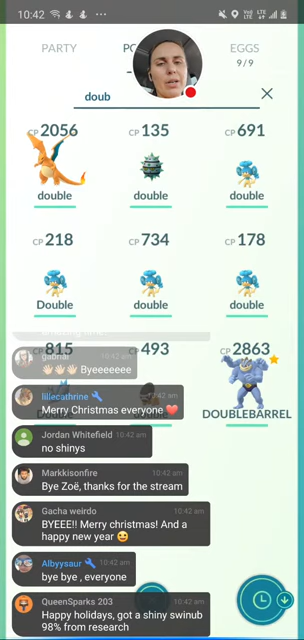 10:42
PARTY
EGGS
9/9
doub
CP 2056
CP 135
CP 691
double
double
double
CP 218
CP 734
CP 178
Double
double
double
815
CP 493
CP 2863
DOUBLEBARREL
gabriar 10:42 am
👋🏻👋🏻👋🏻 Byeeeeeee
lillecathrine 10:42 am
Merry Christmas everyone ❤️
Jordan Whitefield 10:42 am
no shinys
Markkisonfire 10:42 am
Bye Zoë, thanks for the stream
Gacha weirdo 10:42 am
BYEEE!! Merry christmas! And a
happy new year 😉
Albyysaur 10:42 am
bye bye , everyone
QueenSparks 203 10:42 am
Happy holidays, got a shiny swinub
98% from research